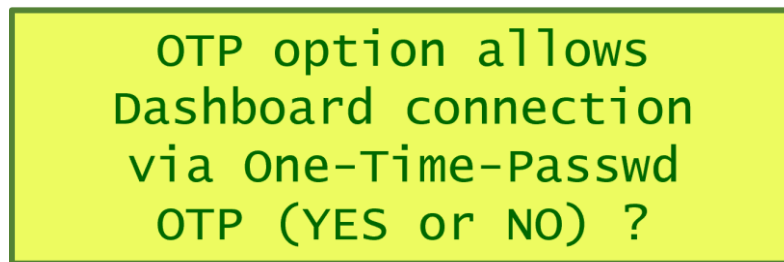 OTP option allows
Dashboard connection
via One-Time-Passwd
OTP (YES or NO) ?